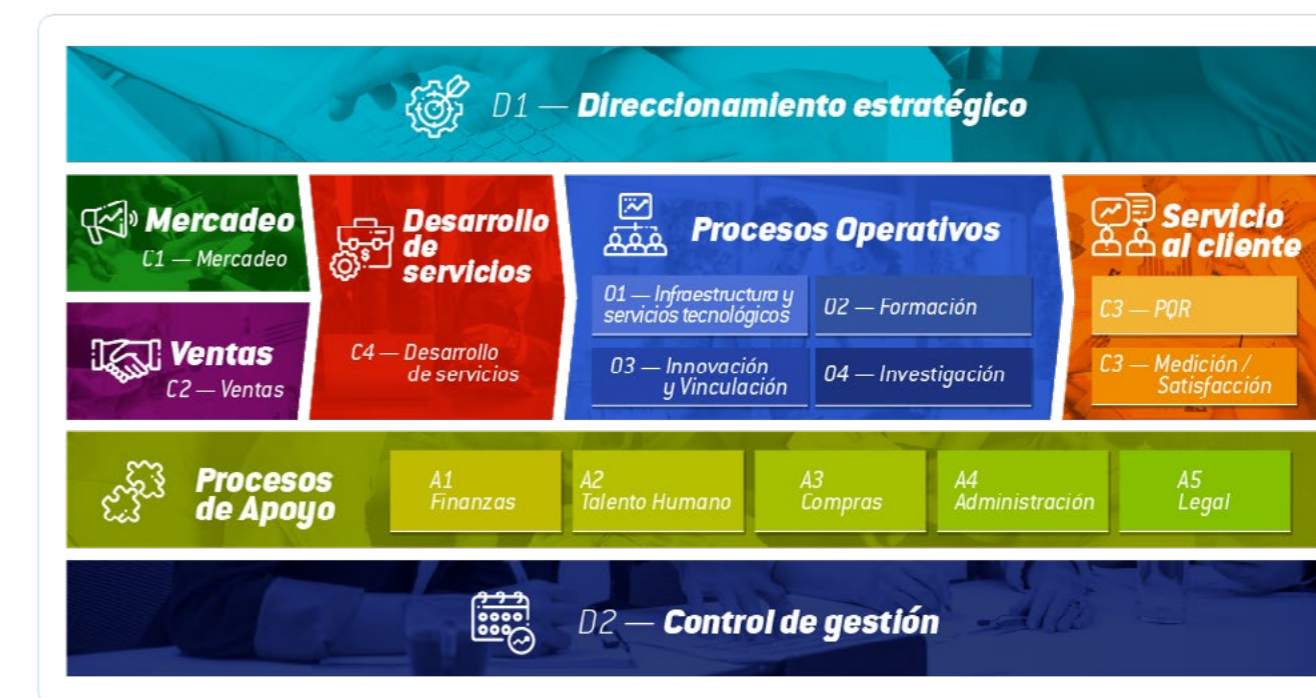 D1 — Direccionamiento estratégico
Mercadeo
C1 — Mercadeo
Ventas
C2 — Ventas
Desarrollo
de
servicios
C4 — Desarrollo
de servicios
Procesos Operativos
01 — Infraestructura y
servicios tecnológicos
02 — Formación
03 — Innovación
y Vinculación
04 — Investigación
Servicio
al cliente
C3 — PQR
C3 — Medición /
Satisfacción
Procesos
de Apoyo
A1
Finanzas
A2
Talento Humano
A3
Compras
A4
Administración
A5
Legal
D2 — Control de gestión